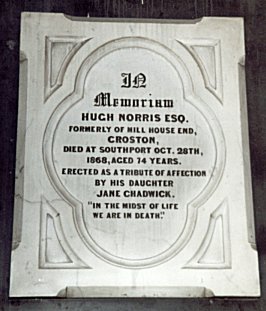 In
Memoriam
HUGH NORRIS ESQ.
FORMERLY OF MILL HOUSE END,
CROSTON,
DIED AT SOUTHPORT OCT. 28TH,
1868, AGED 74 YEARS.
ERECTED AS A TRIBUTE OF AFFECTION
BY HIS DAUGHTER
JANE CHADWICK.
"IN THE MIDST OF LIFE
WE ARE IN DEATH."